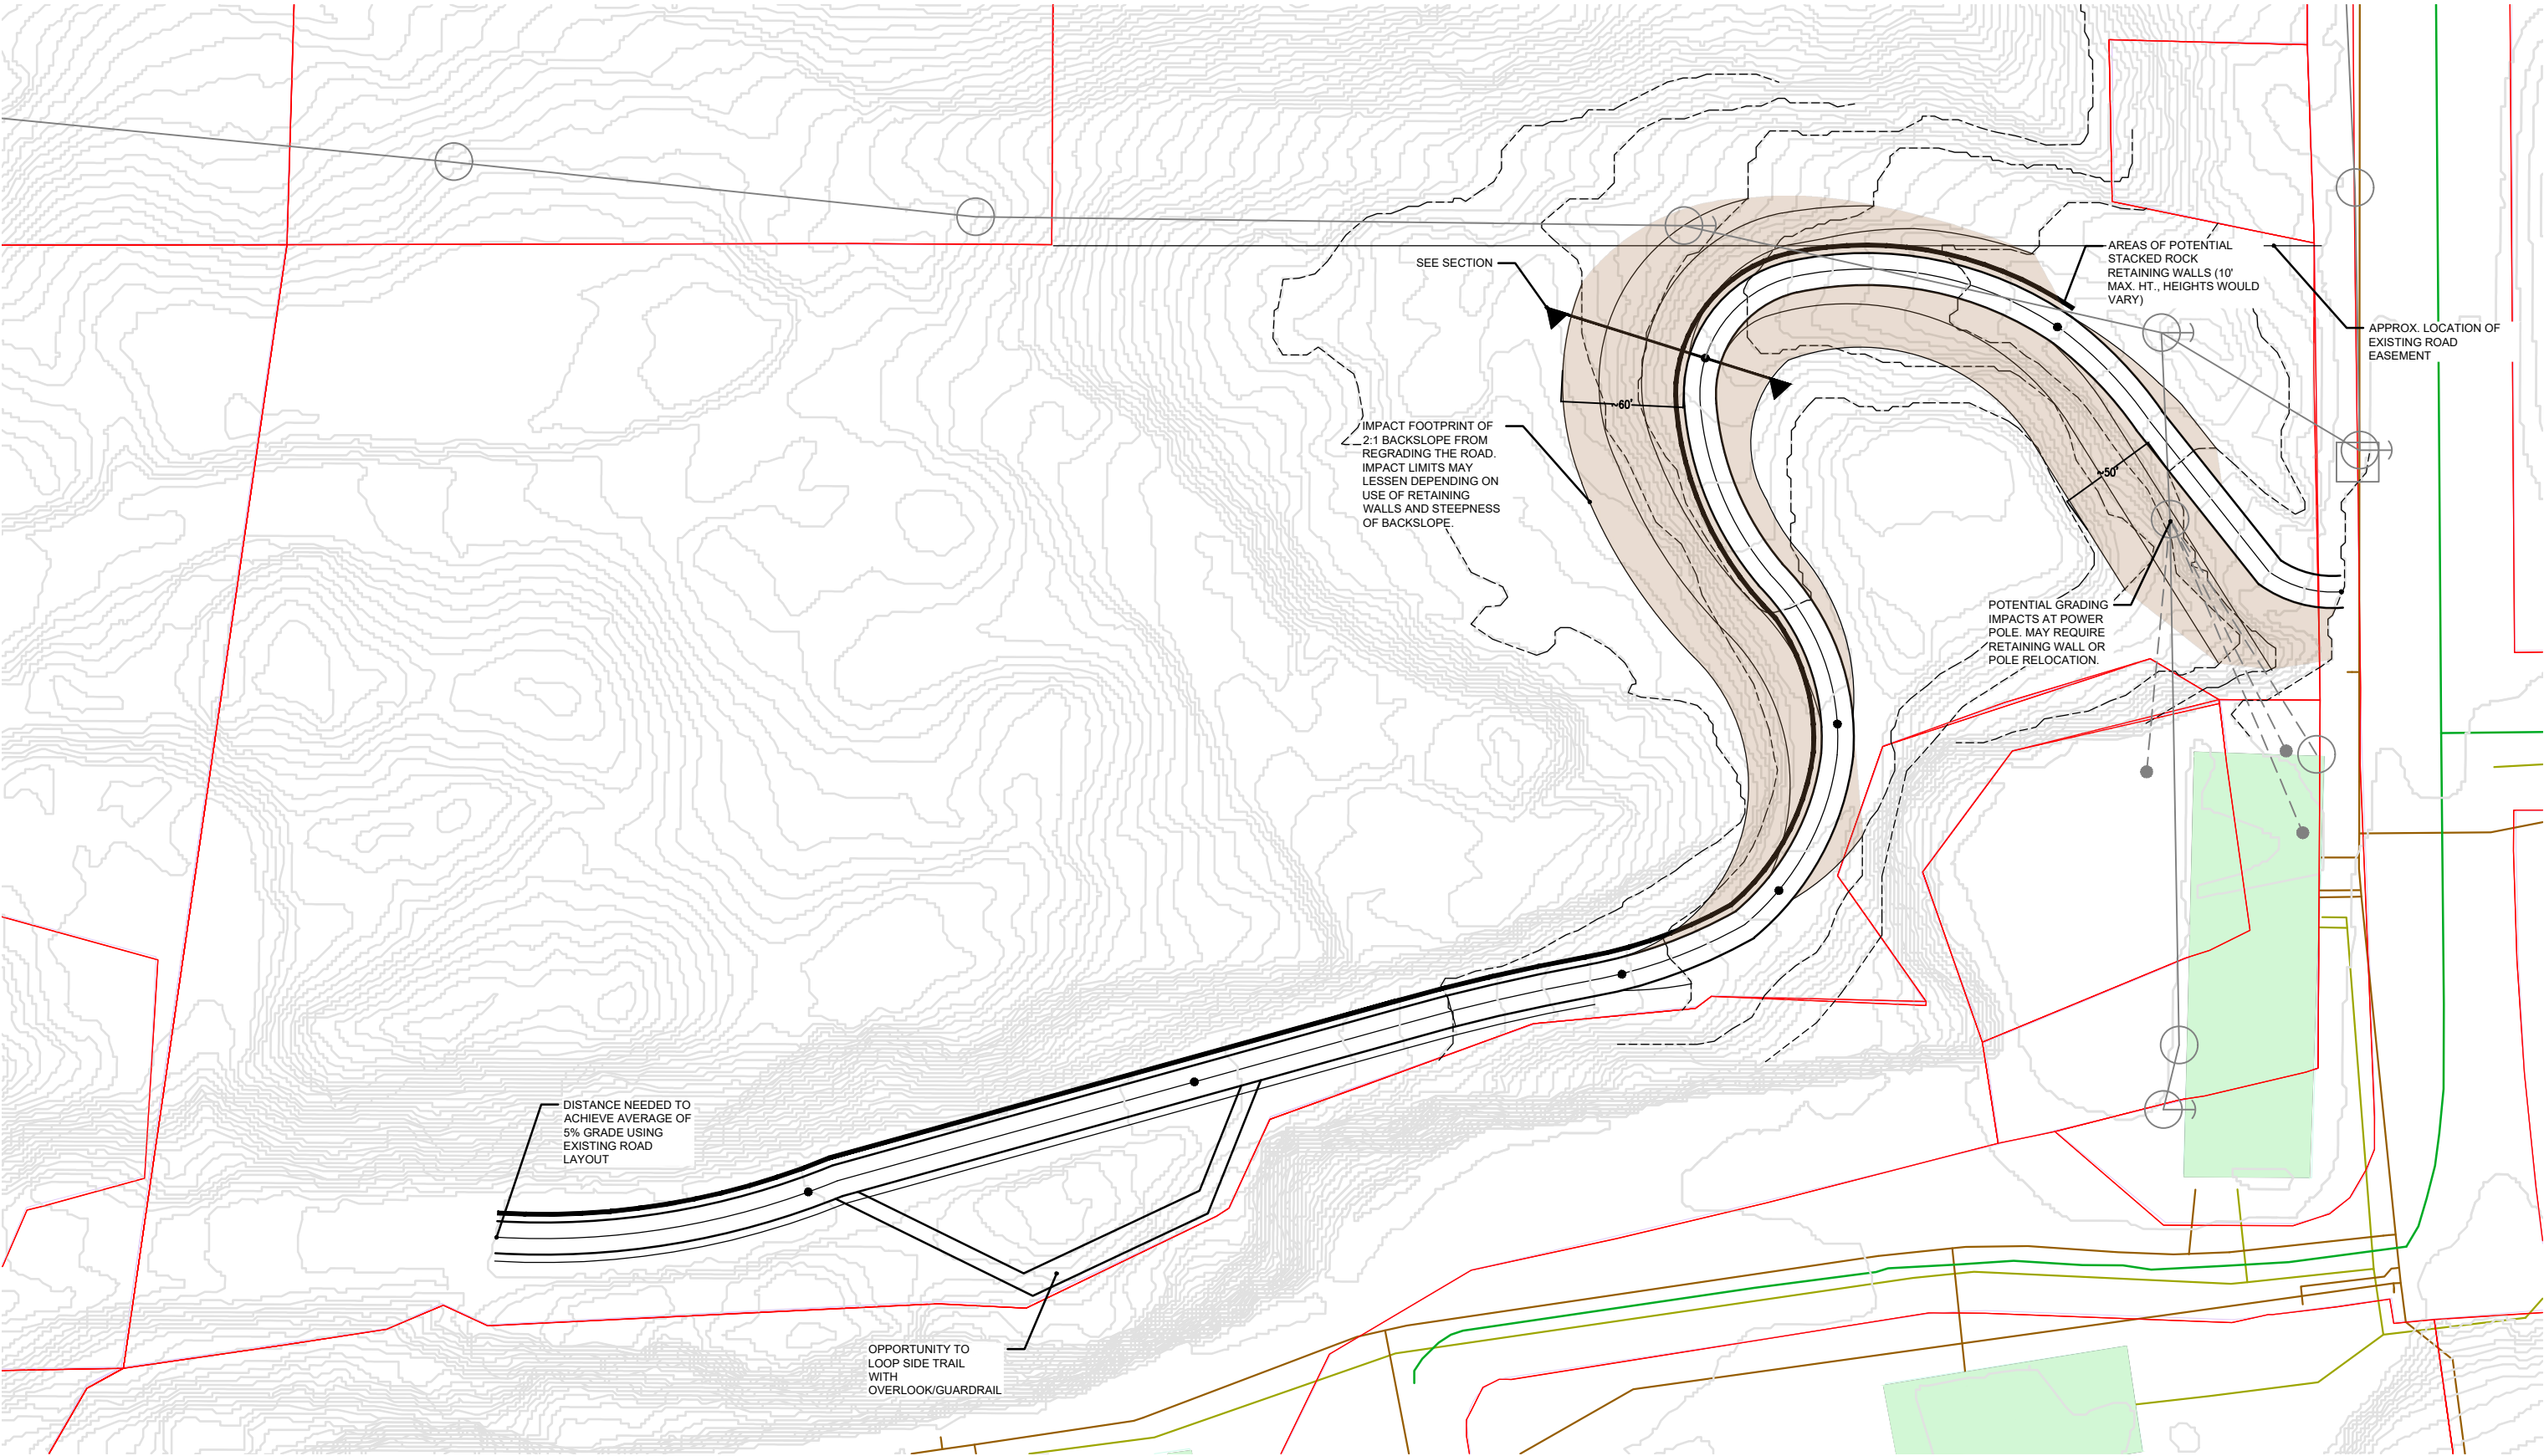 SEE SECTION
AREAS OF POTENTIAL
STACKED ROCK
RETAINING WALLS (10'
MAX. HT., HEIGHTS WOULD
VARY)
APPROX. LOCATION OF
EXISTING ROAD
EASEMENT
~60'
IMPACT FOOTPRINT OF
2:1 BACKSLOPE FROM
REGRADING THE ROAD.
IMPACT LIMITS MAY
LESSEN DEPENDING ON
USE OF RETAINING
WALLS AND STEEPNESS
OF BACKSLOPE.
~50'
POTENTIAL GRADING
IMPACTS AT POWER
POLE. MAY REQUIRE
RETAINING WALL OR
POLE RELOCATION.
DISTANCE NEEDED TO
ACHIEVE AVERAGE OF
5% GRADE USING
EXISTING ROAD
LAYOUT
OPPORTUNITY TO
LOOP SIDE TRAIL
WITH
OVERLOOK/GUARDRAIL